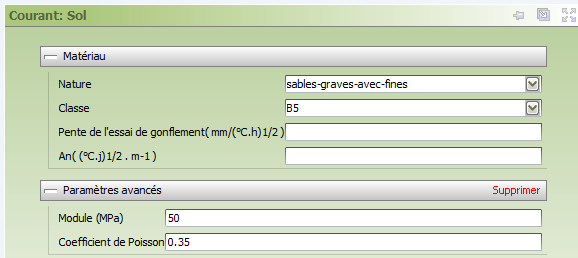 Courant: Sol
Matériau
Nature sables-graves-avec-fines
Classe B5
Pente de l'essai de gonflement( mm/(°C.h)1/2 )
An( (°C.j)1/2 . m-1 )
Paramètres avancés Supprimer
Module (MPa) 50
Coefficient de Poisson 0.35